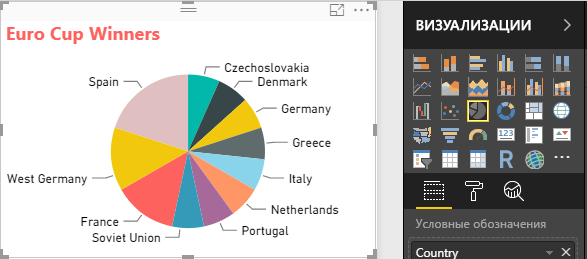 Euro Cup Winners
Czechoslovakia
Denmark
Germany
Greece
Italy
Netherlands
Portugal
Soviet Union
France
West Germany
Spain
ВИЗУАЛИЗАЦИИ
123
R
Условные обозначения
Country